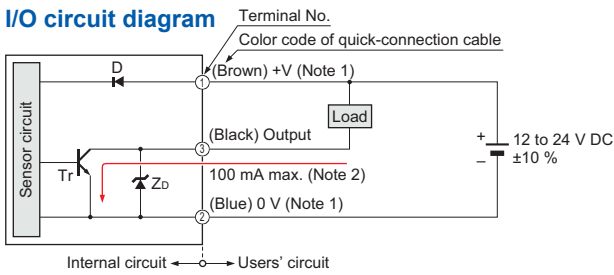 I/O circuit diagram
Terminal No.
Color code of quick-connection cable
D
1
(Brown) +V (Note 1)
Sensor circuit
Load
(Black) Output
3
+
12 to 24 V DC
–
±10 %
Tr
ZD
100 mA max. (Note 2)
(Blue) 0 V (Note 1)
2
Internal circuit
Users' circuit